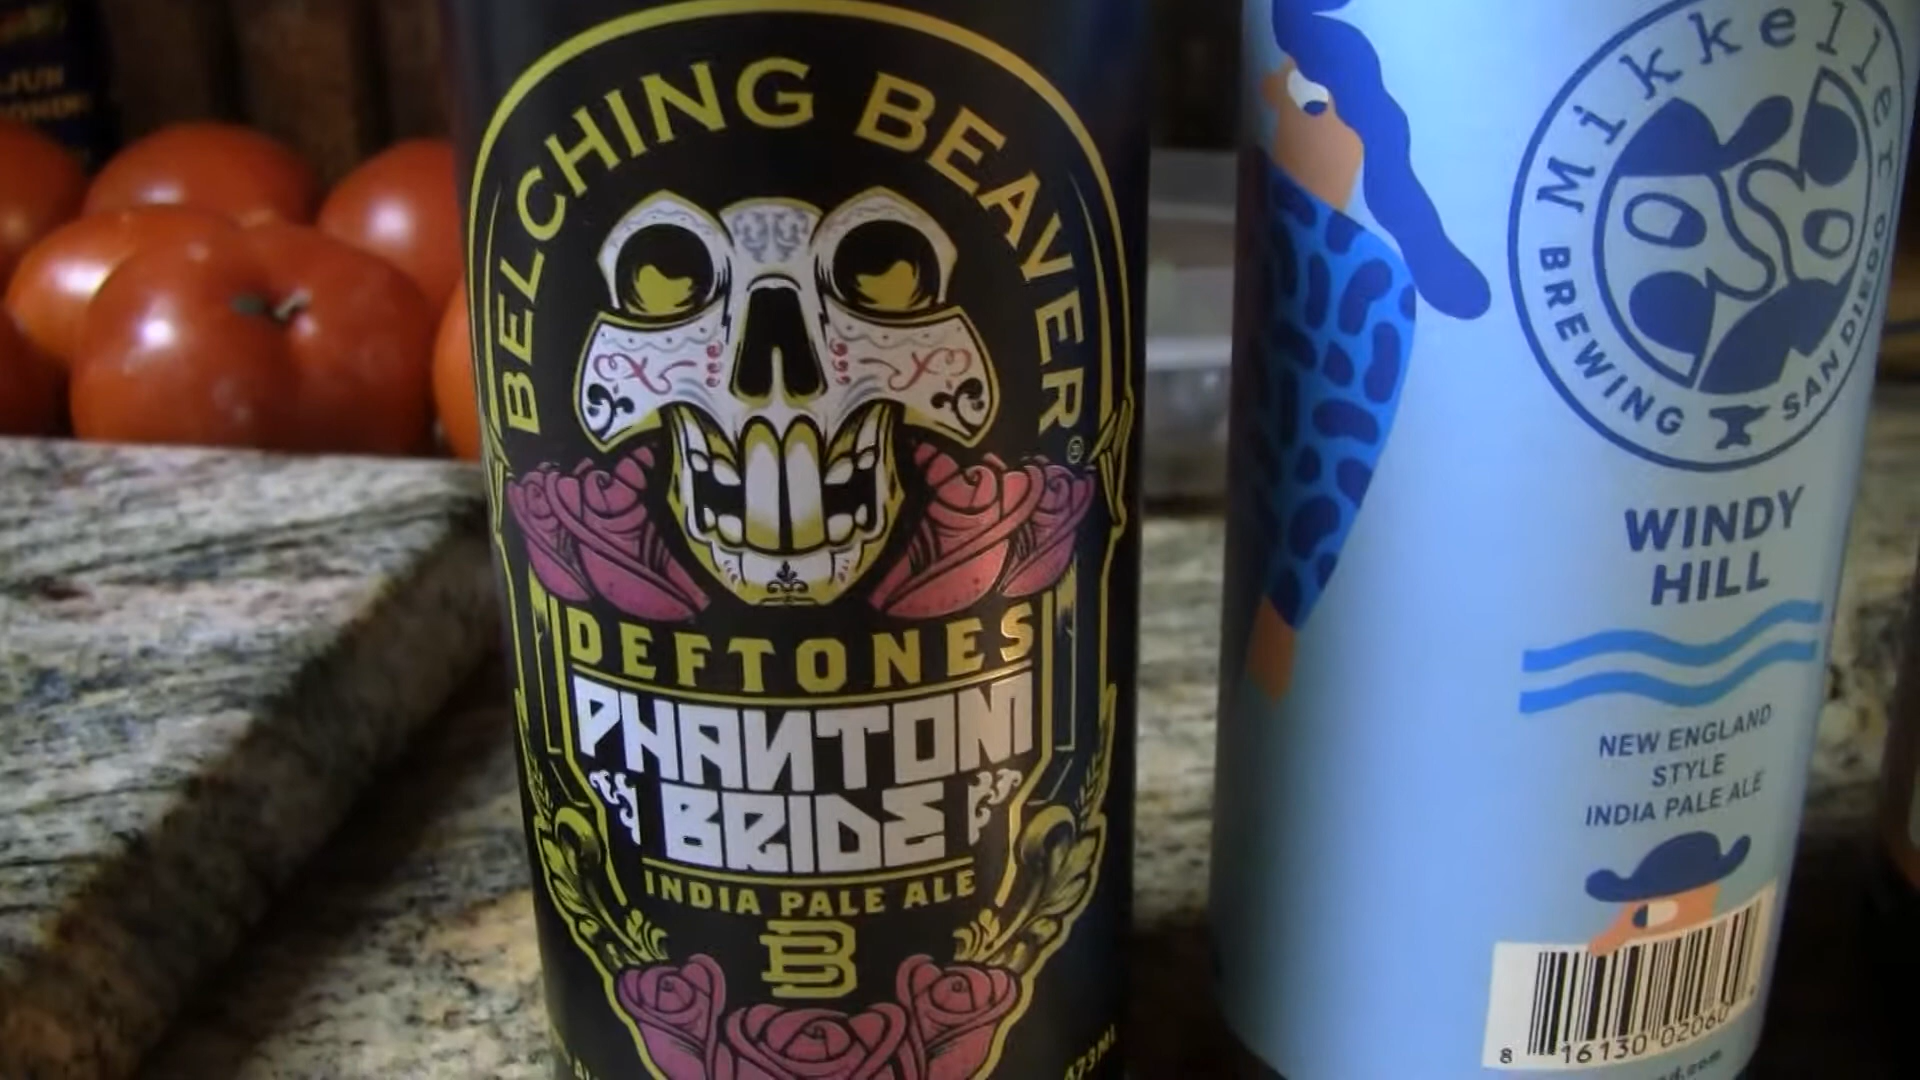 BELCHING BEAVER®
DEFTONES
PHANTOM
BRIDE
INDIA PALE ALE
B
473ML
Mikkeller
BREWING SAN DIEGO
WINDY
HILL
NEW ENGLAND
STYLE
INDIA PALE ALE
8 16130 02060